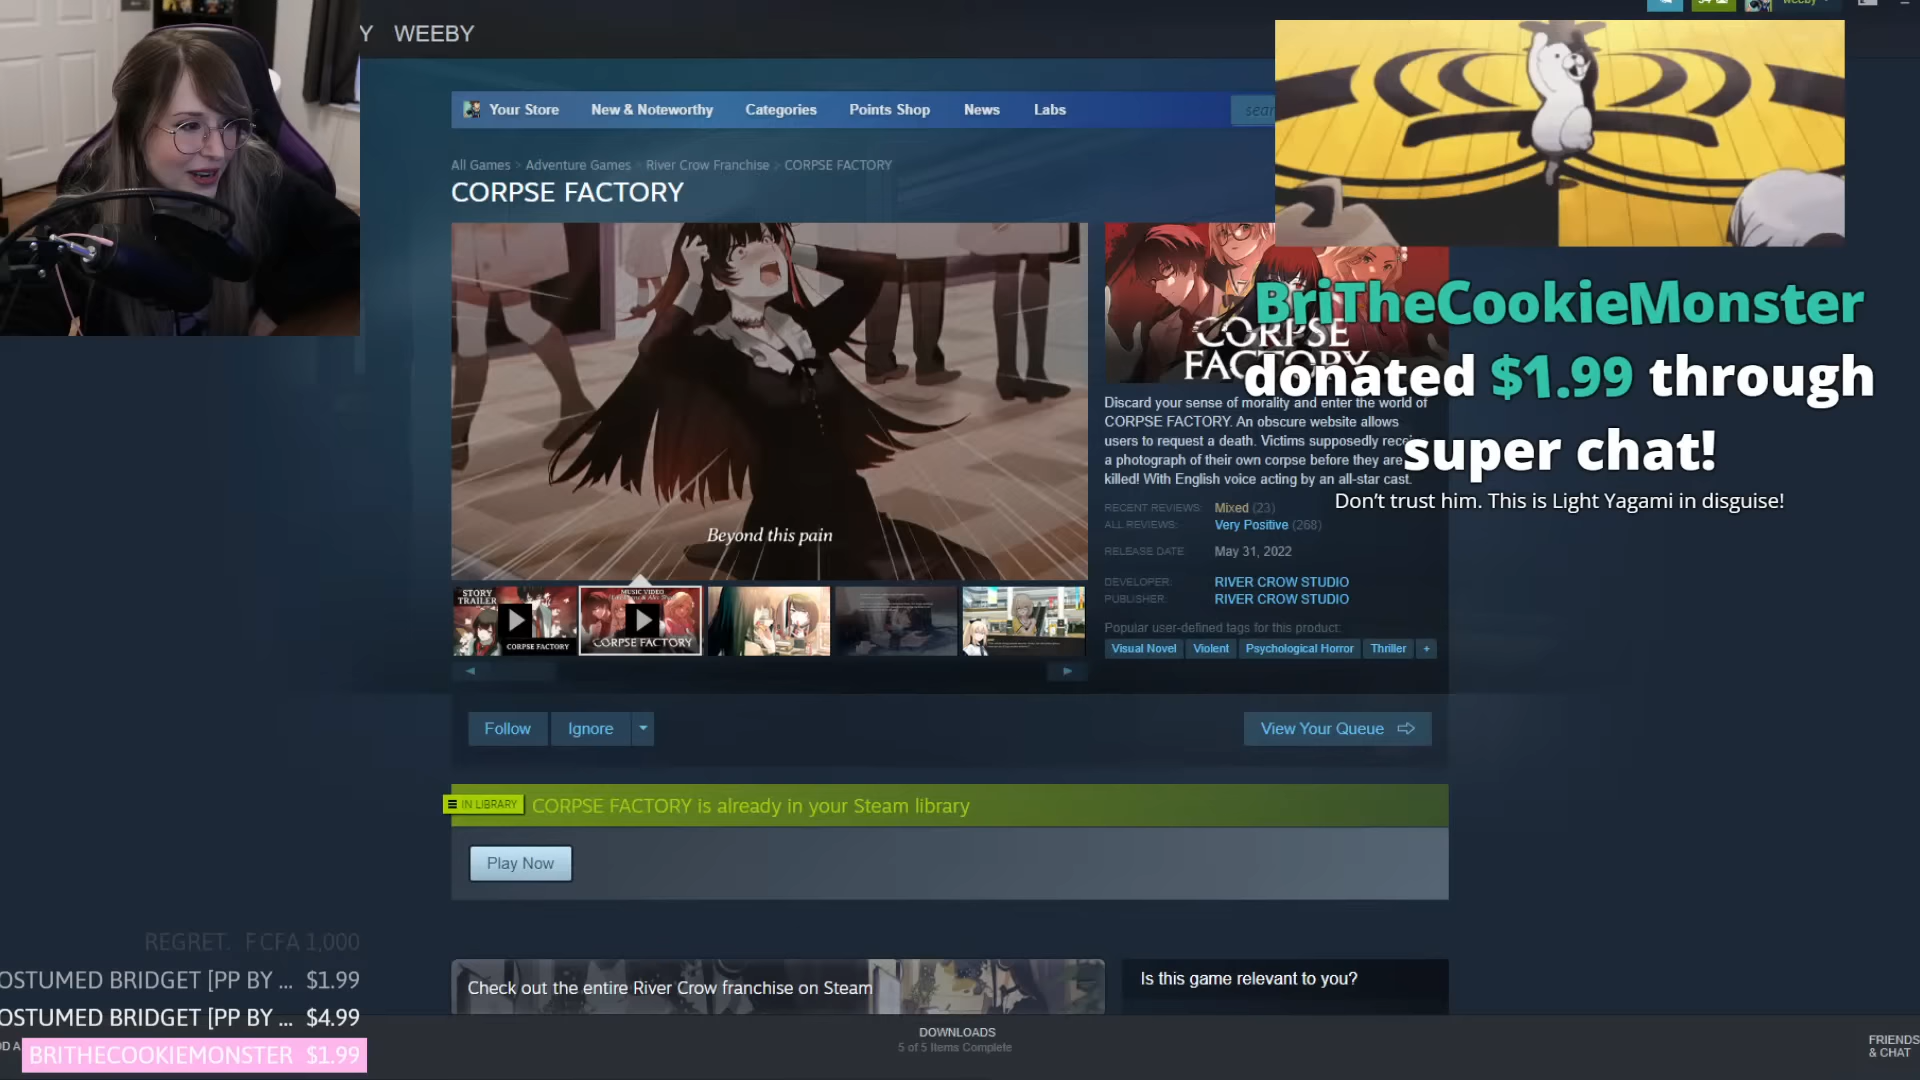 Y WEEBY
weeby
Your Store
New & Noteworthy
Categories
Points Shop
News
Labs
All Games > Adventure Games > River Crow Franchise > CORPSE FACTORY
CORPSE FACTORY
Beyond this pain
STORY
TRAILER
CORPSE FACTORY
MUSIC VIDEO
CORPSE FACTORY
CORPSE
FACTORY
BriTheCookieMonster
donated $1.99 through
super chat!
Don't trust him. This is Light Yagami in disguise!
Discard your sense of morality and enter the world of
CORPSE FACTORY. An obscure website allows
users to request a death. Victims supposedly
a photograph of their own corpse before they are
killed! With English voice acting by an all-star cast.
RECENT REVIEWS: Mixed (23)
ALL REVIEWS: Very Positive (268)
RELEASE DATE: May 31, 2022
DEVELOPER: RIVER CROW STUDIO
PUBLISHER: RIVER CROW STUDIO
Popular user-defined tags for this product:
Visual Novel
Violent
Psychological Horror
Thriller
+
Follow
Ignore
View Your Queue
IN LIBRARY
CORPSE FACTORY is already in your Steam library
Play Now
REGRET. FCFA 1,000
OSTUMED BRIDGET [PP BY ... $1.99
OSTUMED BRIDGET [PP BY ... $4.99
BRITHECOOKIEMONSTER $1.99
Check out the entire River Crow franchise on Steam
Is this game relevant to you?
DOWNLOADS
5 of 5 Items Complete
FRIENDS
& CHAT